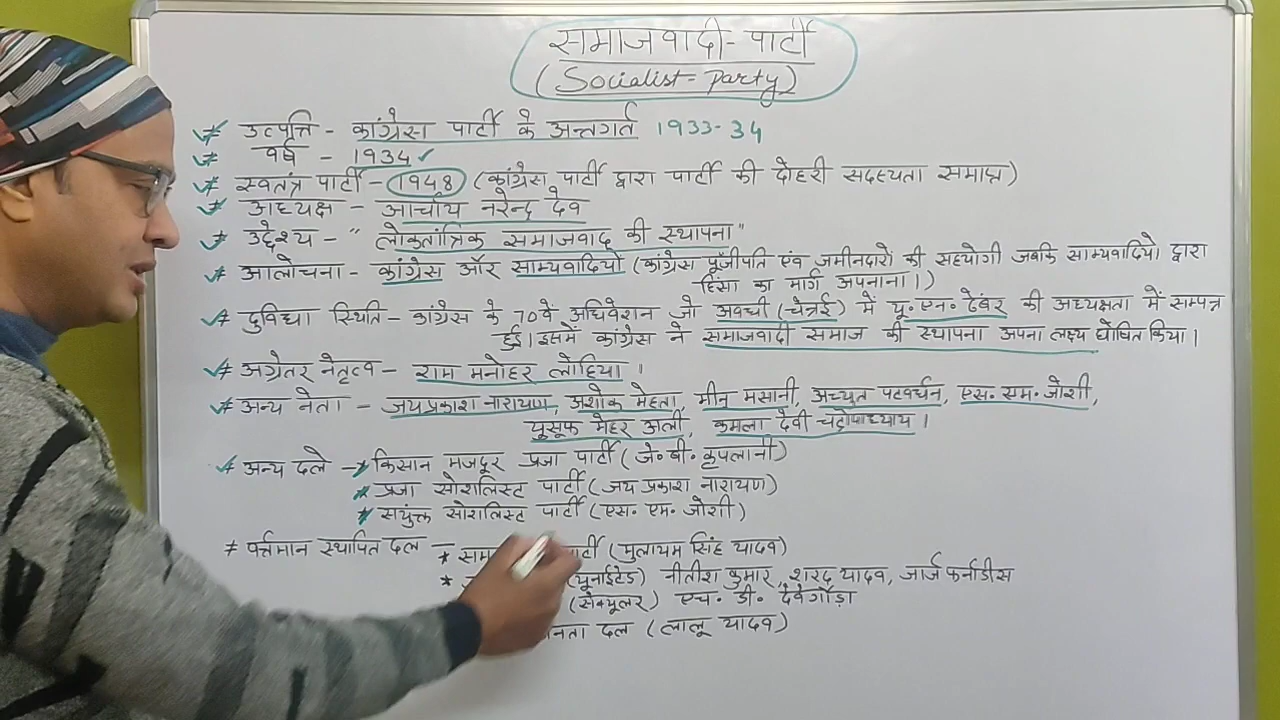 समाजवादी-पार्टी
(Socialist-Party)
# उत्पत्ति - कांग्रेस पार्टी के अन्तर्गत 1933-34
# वर्ष - 1934 ✓
# स्वतंत्र पार्टी - 1948 (कांग्रेस पार्टी द्वारा पार्टी की दोहरी सदस्यता समाप्त)
# अध्यक्ष - आचार्य नरेन्द्र देव
# उद्देश्य - "लोकतांत्रिक समाजवाद की स्थापना"
# आलोचना - कांग्रेस और साम्यवादियों (कांग्रेस पूँजीपति एवं जमीनदारों की सहयोगी जबकि साम्यवादियों द्वारा
हिंसा का मार्ग अपनाना।)
# दुविधा स्थिति - कांग्रेस के 70वें अधिवेशन जो अवधी (चेन्नई) में यू. एन. ढेबर की अध्यक्षता में सम्पन्न
हुई। इसमें कांग्रेस ने समाजवादी समाज की स्थापना अपना लक्ष्य घोषित किया।
# अग्रेतर नेतृत्व - राम मनोहर लोहिया।
# अन्य नेता - जयप्रकाश नारायण, अशोक मेहता, मीनू मसानी, अच्युत पटवर्धन, एस. एम. जोशी,
यूसूफ मेहर अली, कमला देवी चट्टोपाध्याय।
# अन्य दले - * किसान मजदूर प्रजा पार्टी (जे. बी. कृपलानी)
* प्रजा सोशलिस्ट पार्टी (जय प्रकाश नारायण)
* सयुंक्त सोशलिस्ट पार्टी (एस. एम. जोशी)
# वर्त्तमान स्थापित दल - * पार्टी (मुलायम सिंह यादव)
* (यूनाईटेड) नीतीश कुमार, शरद यादव, जार्ज फर्नाडीस
(सेक्यूलर) एच. डी. देवेगौड़ा
दल (लालू यादव)